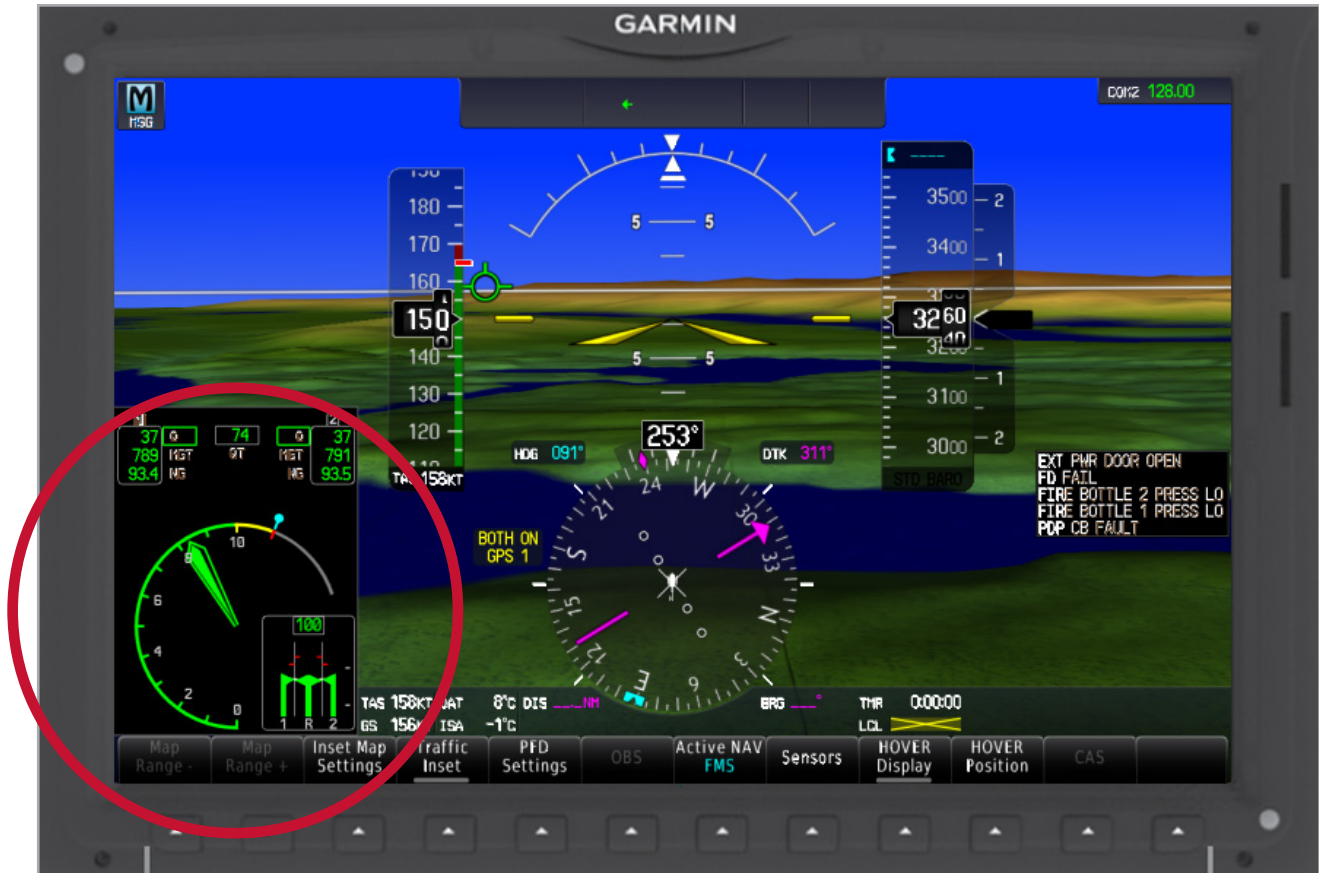 GARMIN
MSG
COM2 128.00
180
170
160
150
140
130
120
TAS 158KT
5 5
5 5
3500
3400
3260
3100
3000
STD BARO
2
1
1
2
253°
HDG 091°
DTK 311°
24 W 30 33 N 3 6 E 12 15 S 21
BOTH ON
GPS 1
EXT PWR DOOR OPEN
FD FAIL
FIRE BOTTLE 2 PRESS LO
FIRE BOTTLE 1 PRESS LO
PDP CB FAULT
2
37 Q 74 Q 37
789 MGT QT MGT 791
93.4 NG NG 93.5
10
8
6
4
2
0
100
1 R 2
TAS 158KT OAT 8°C DIS _._NM BRG ___° TMR 0:00:00
GS 156KT ISA -1°C LCL
Map Range -
Map Range +
Inset Map Settings
Traffic Inset
PFD Settings
OBS
Active NAV FMS
Sensors
HOVER Display
HOVER Position
CAS